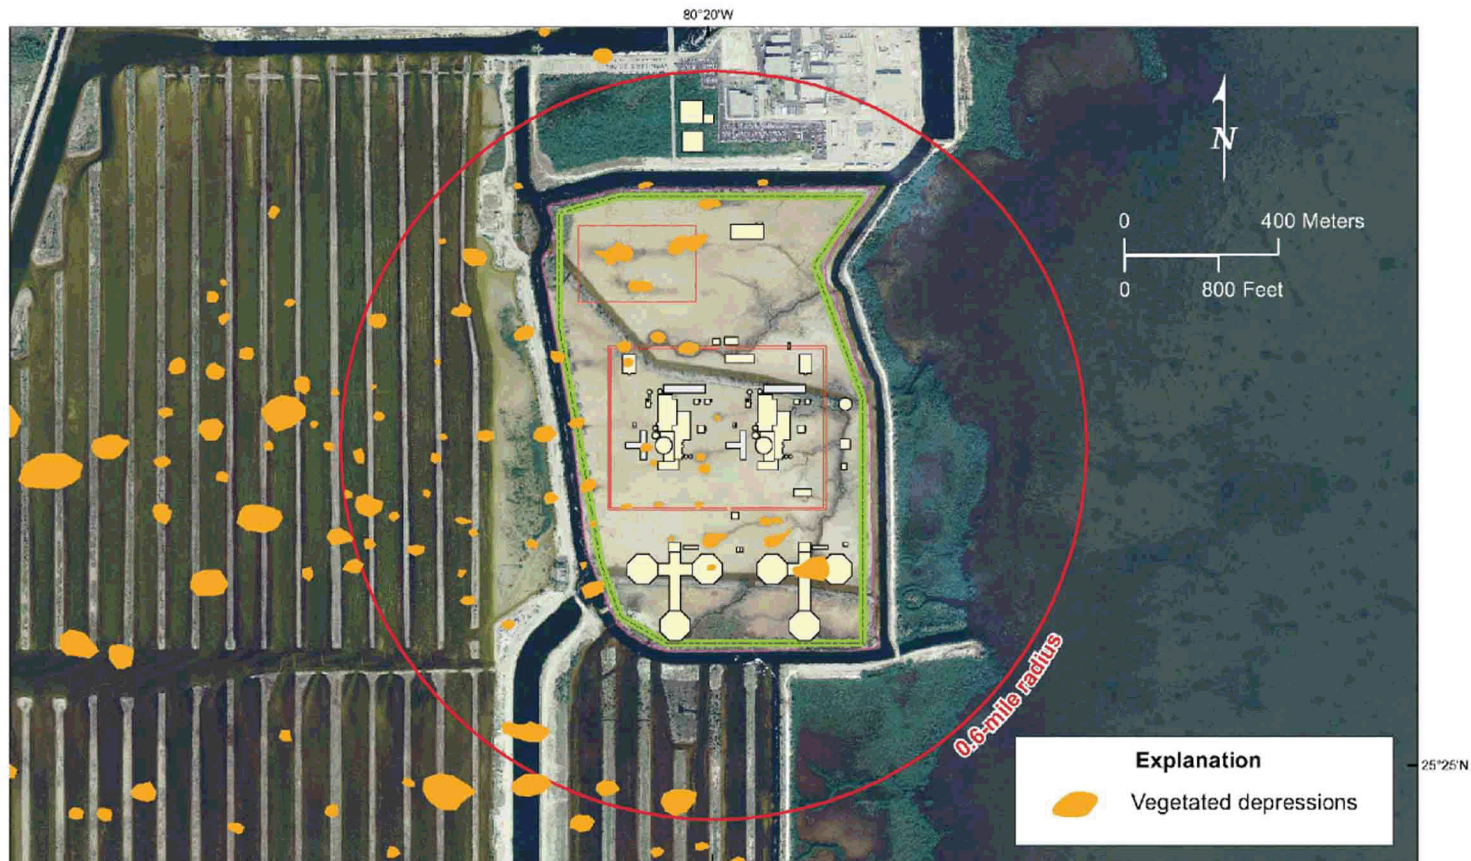 80°20'W
N
0 400 Meters
0 800 Feet
0.6-mile radius
25°25'N
Explanation
Vegetated depressions